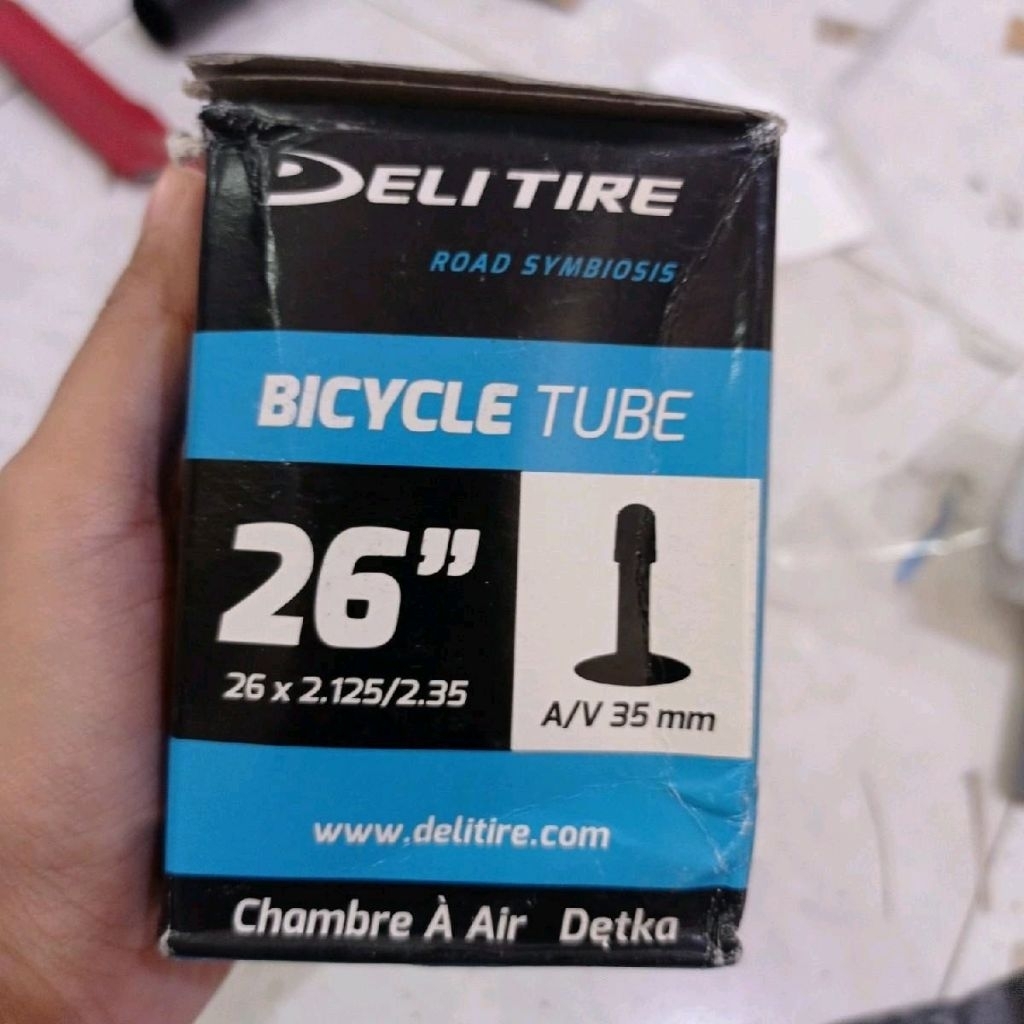 DELI TIRE
ROAD SYMBIOSIS
BICYCLE TUBE
26”
26 x 2.125/2.35
A/V 35 mm
www.delitire.com
Chambre À Air Dętka